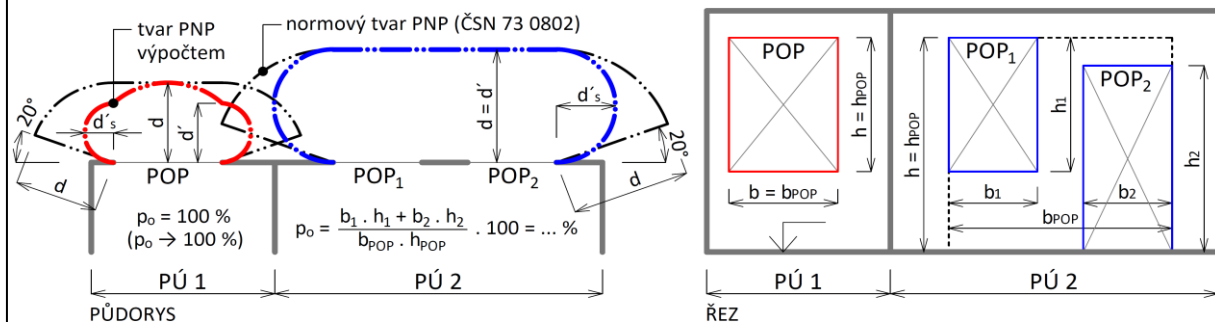 tvar PNP
výpočtem
normový tvar PNP (ČSN 73 0802)
20°
d´s
d
d´
d
d = d´
d´s
20°
d
POP
POP1
POP2
po = 100 %
(po → 100 %)
po = b1 . h1 + b2 . h2 / bPOP . hPOP . 100 = ... %
PÚ 1
PÚ 2
PŮDORYS
POP
h = hPOP
b = bPOP
h = hPOP
POP1
h1
POP2
h2
b1
b2
bPOP
PÚ 1
PÚ 2
ŘEZ